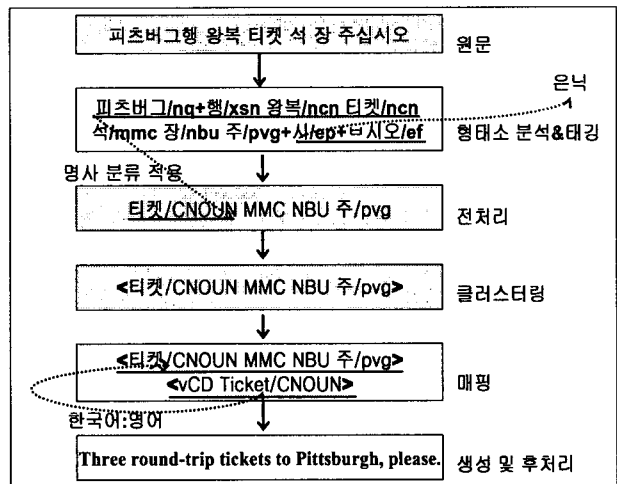 피츠버그행 왕복 티켓 석 장 주십시오
원문
은닉
피츠버그/nq+행/xsn 왕복/ncn 티켓/ncn
석/mmc 장/nbu 주/pvg+시/ep+ㅂ시오/ef
형태소 분석&태깅
명사 분류 적용
티켓/CNOUN MMC NBU 주/pvg
전처리
<티켓/CNOUN MMC NBU 주/pvg>
클러스터링
<티켓/CNOUN MMC NBU 주/pvg>
<vCD Ticket/CNOUN>
매핑
한국어:영어
Three round-trip tickets to Pittsburgh, please.
생성 및 후처리